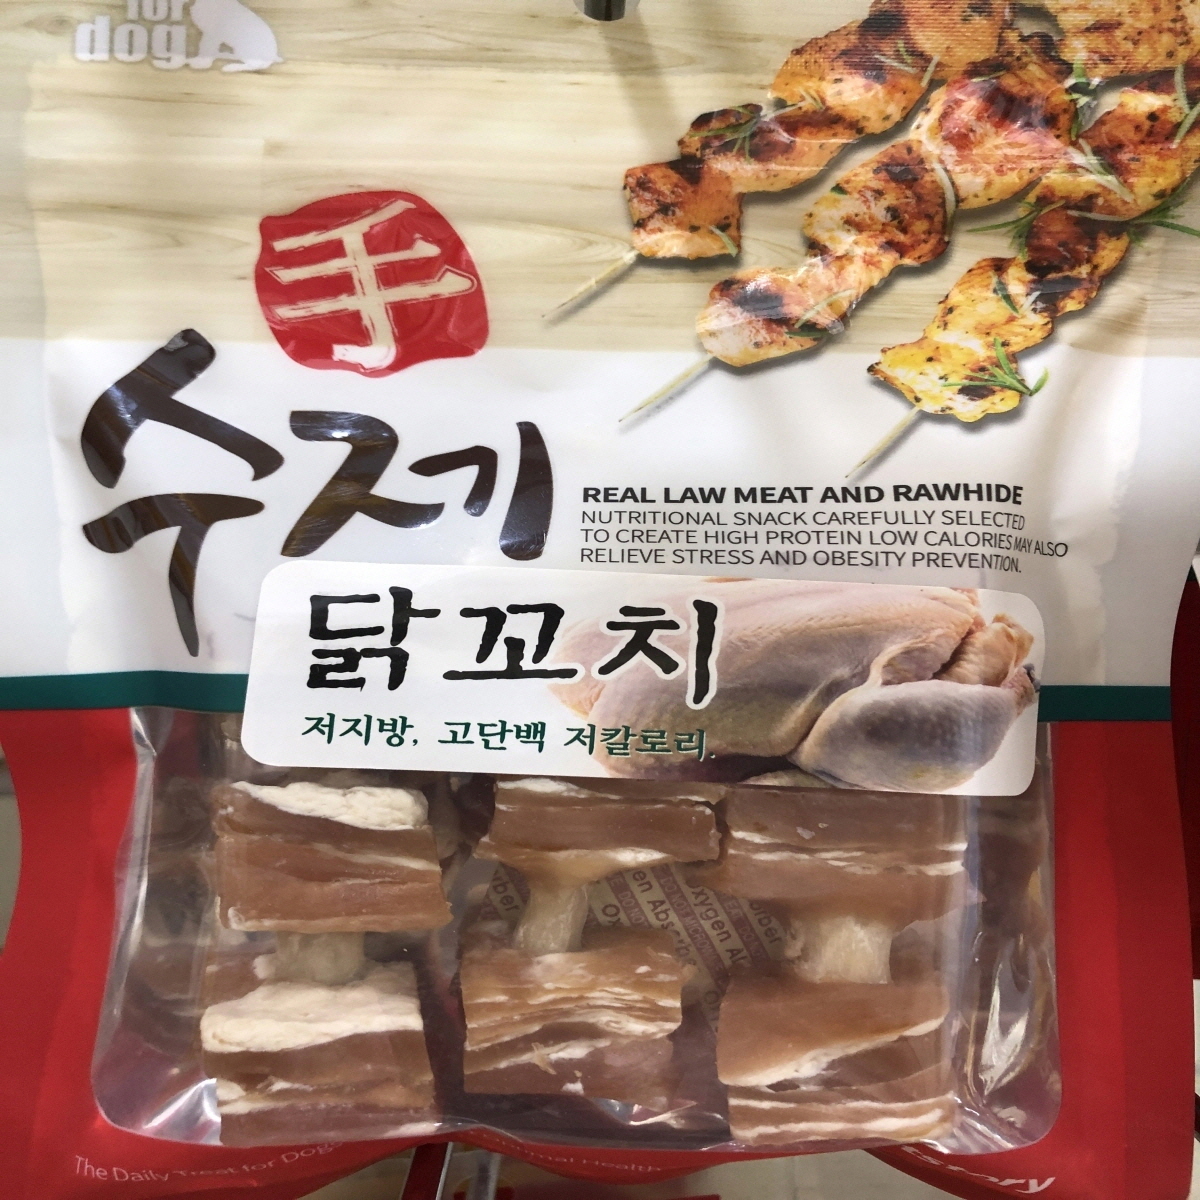 for
dog
手
수제
REAL LAW MEAT AND RAWHIDE
NUTRITIONAL SNACK CAREFULLY SELECTED
TO CREATE HIGH PROTEIN LOW CALORIES MAY ALSO
RELIEVE STRESS AND OBESITY PREVENTION.
닭꼬치
저지방, 고단백 저칼로리.
The Daily Treat for Dog